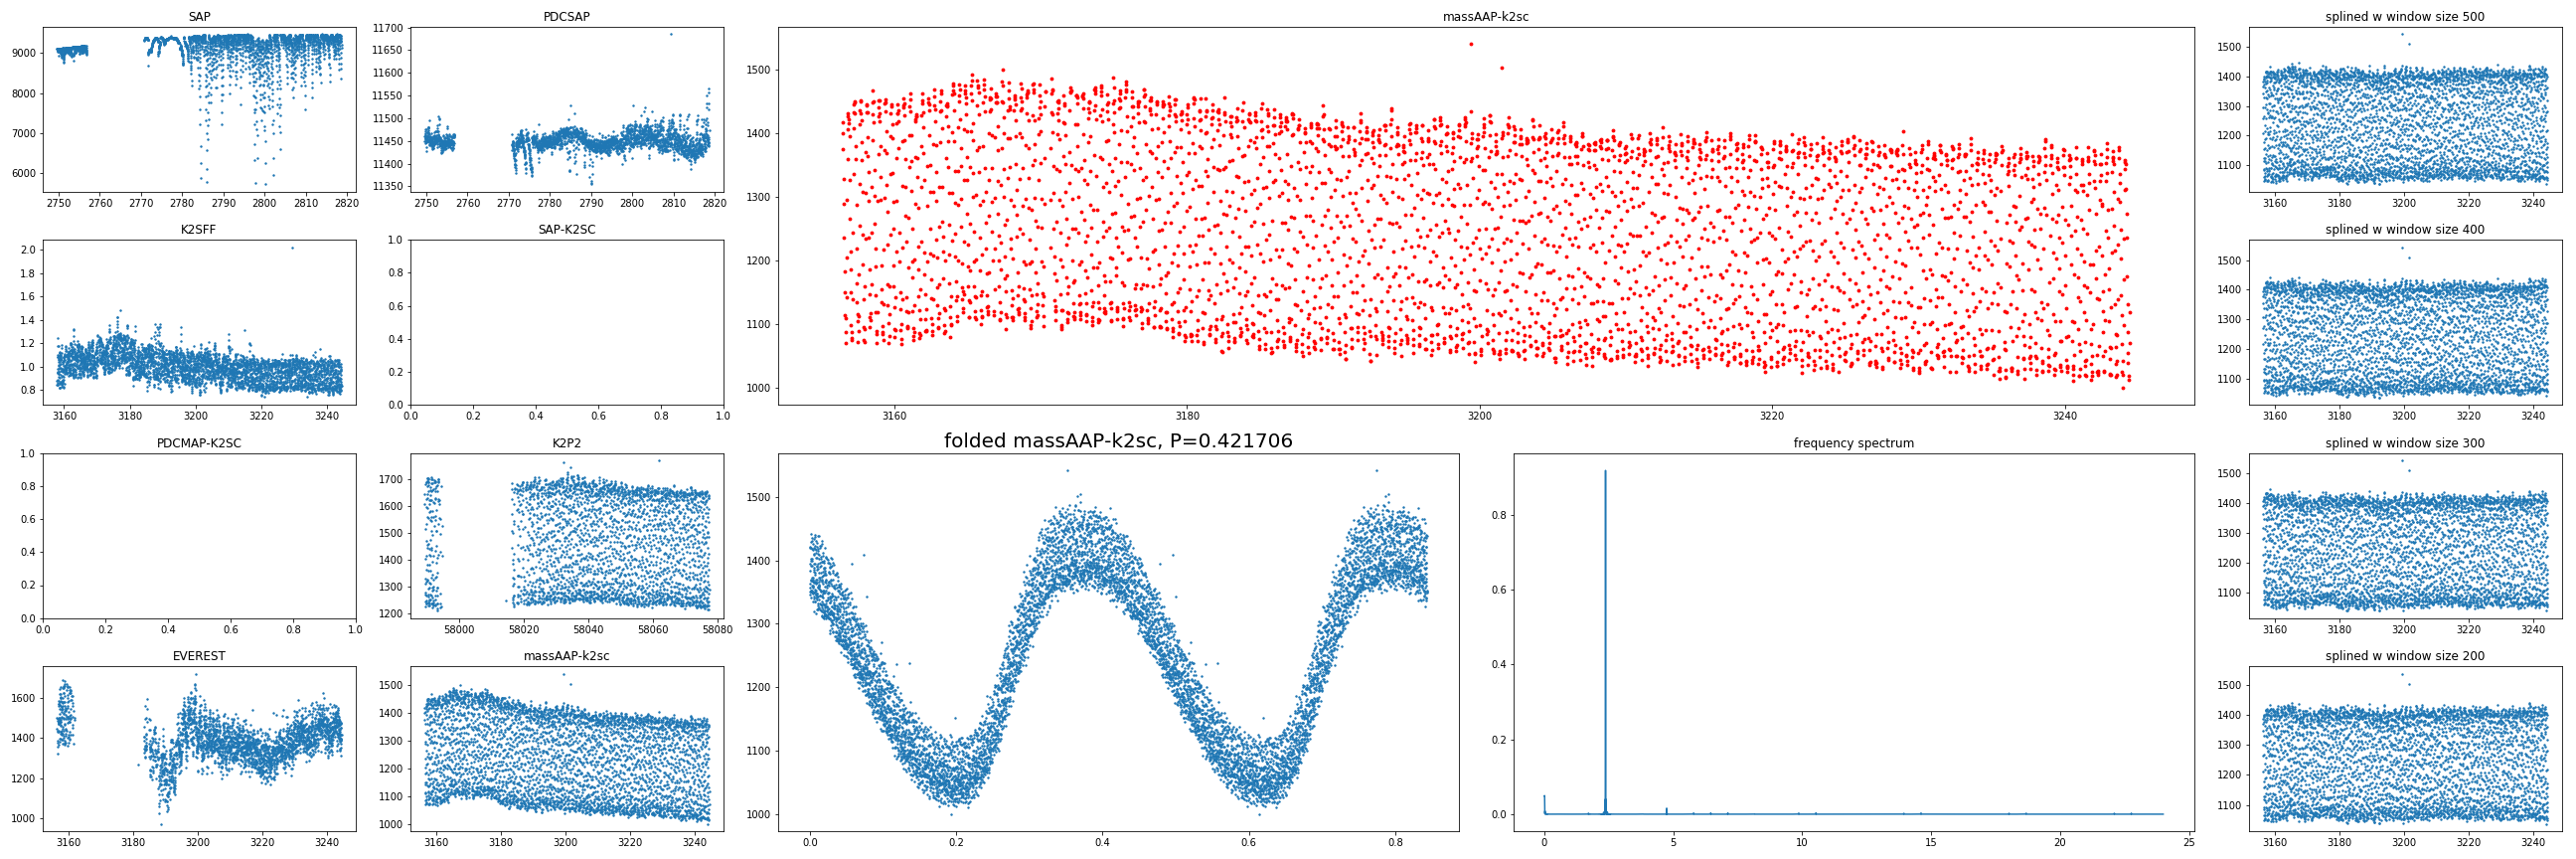 SAP
9000
8000
7000
6000
2750 2760 2770 2780 2790 2800 2810 2820
PDCSAP
11700
11650
11600
11550
11500
11450
11400
11350
2750 2760 2770 2780 2790 2800 2810 2820
massAAP-k2sc
1500
1400
1300
1200
1100
1000
3160 3180 3200 3220 3240
splined w window size 500
1500
1400
1300
1200
1100
3160 3180 3200 3220 3240
K2SFF
2.0
1.8
1.6
1.4
1.2
1.0
0.8
3160 3180 3200 3220 3240
SAP-K2SC
1.0
0.8
0.6
0.4
0.2
0.0
0.0 0.2 0.4 0.6 0.8 1.0
splined w window size 400
1500
1400
1300
1200
1100
3160 3180 3200 3220 3240
PDCMAP-K2SC
1.0
0.8
0.6
0.4
0.2
0.0
0.0 0.2 0.4 0.6 0.8 1.0
K2P2
1700
1600
1500
1400
1300
1200
58000 58020 58040 58060 58080
folded massAAP-k2sc, P=0.421706
1500
1400
1300
1200
1100
1000
0.0 0.2 0.4 0.6 0.8
frequency spectrum
0.8
0.6
0.4
0.2
0.0
0 5 10 15 20 25
splined w window size 300
1500
1400
1300
1200
1100
3160 3180 3200 3220 3240
EVEREST
1600
1400
1200
1000
3160 3180 3200 3220 3240
massAAP-k2sc
1500
1400
1300
1200
1100
1000
3160 3180 3200 3220 3240
splined w window size 200
1500
1400
1300
1200
1100
3160 3180 3200 3220 3240